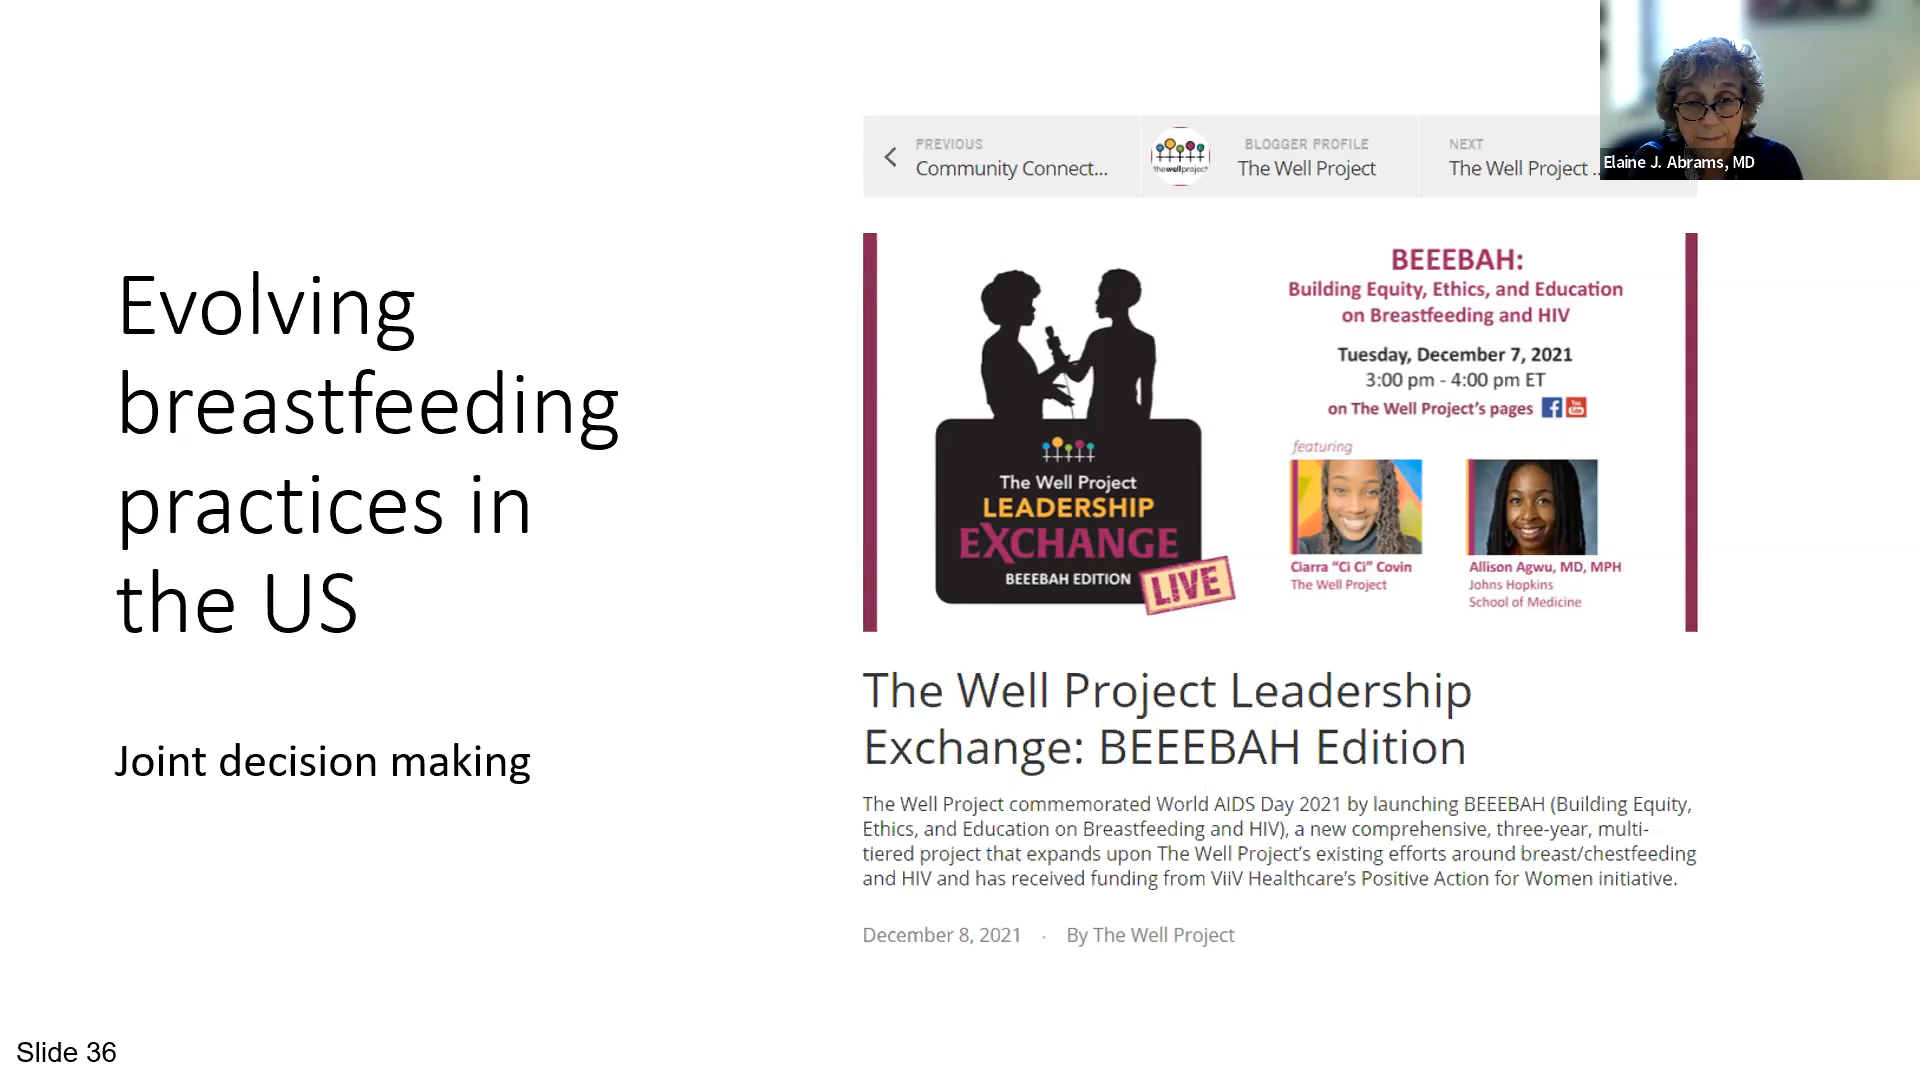 Evolving
breastfeeding
practices in
the US
Joint decision making
PREVIOUS
Community Connect...
thewellproject
BLOGGER PROFILE
The Well Project
NEXT
The Well Project ..
Elaine J. Abrams, MD
BEEEBAH:
Building Equity, Ethics, and Education
on Breastfeeding and HIV
Tuesday, December 7, 2021
3:00 pm - 4:00 pm ET
on The Well Project's pages
You
Tube
featuring
Ciarra "Ci Ci" Covin
The Well Project
Allison Agwu, MD, MPH
Johns Hopkins
School of Medicine
The Well Project
LEADERSHIP
EXCHANGE
BEEEBAH EDITION
LIVE
The Well Project Leadership
Exchange: BEEEBAH Edition
The Well Project commemorated World AIDS Day 2021 by launching BEEEBAH (Building Equity,
Ethics, and Education on Breastfeeding and HIV), a new comprehensive, three-year, multi-
tiered project that expands upon The Well Project's existing efforts around breast/chestfeeding
and HIV and has received funding from ViiV Healthcare's Positive Action for Women initiative.
December 8, 2021 · By The Well Project
Slide 36